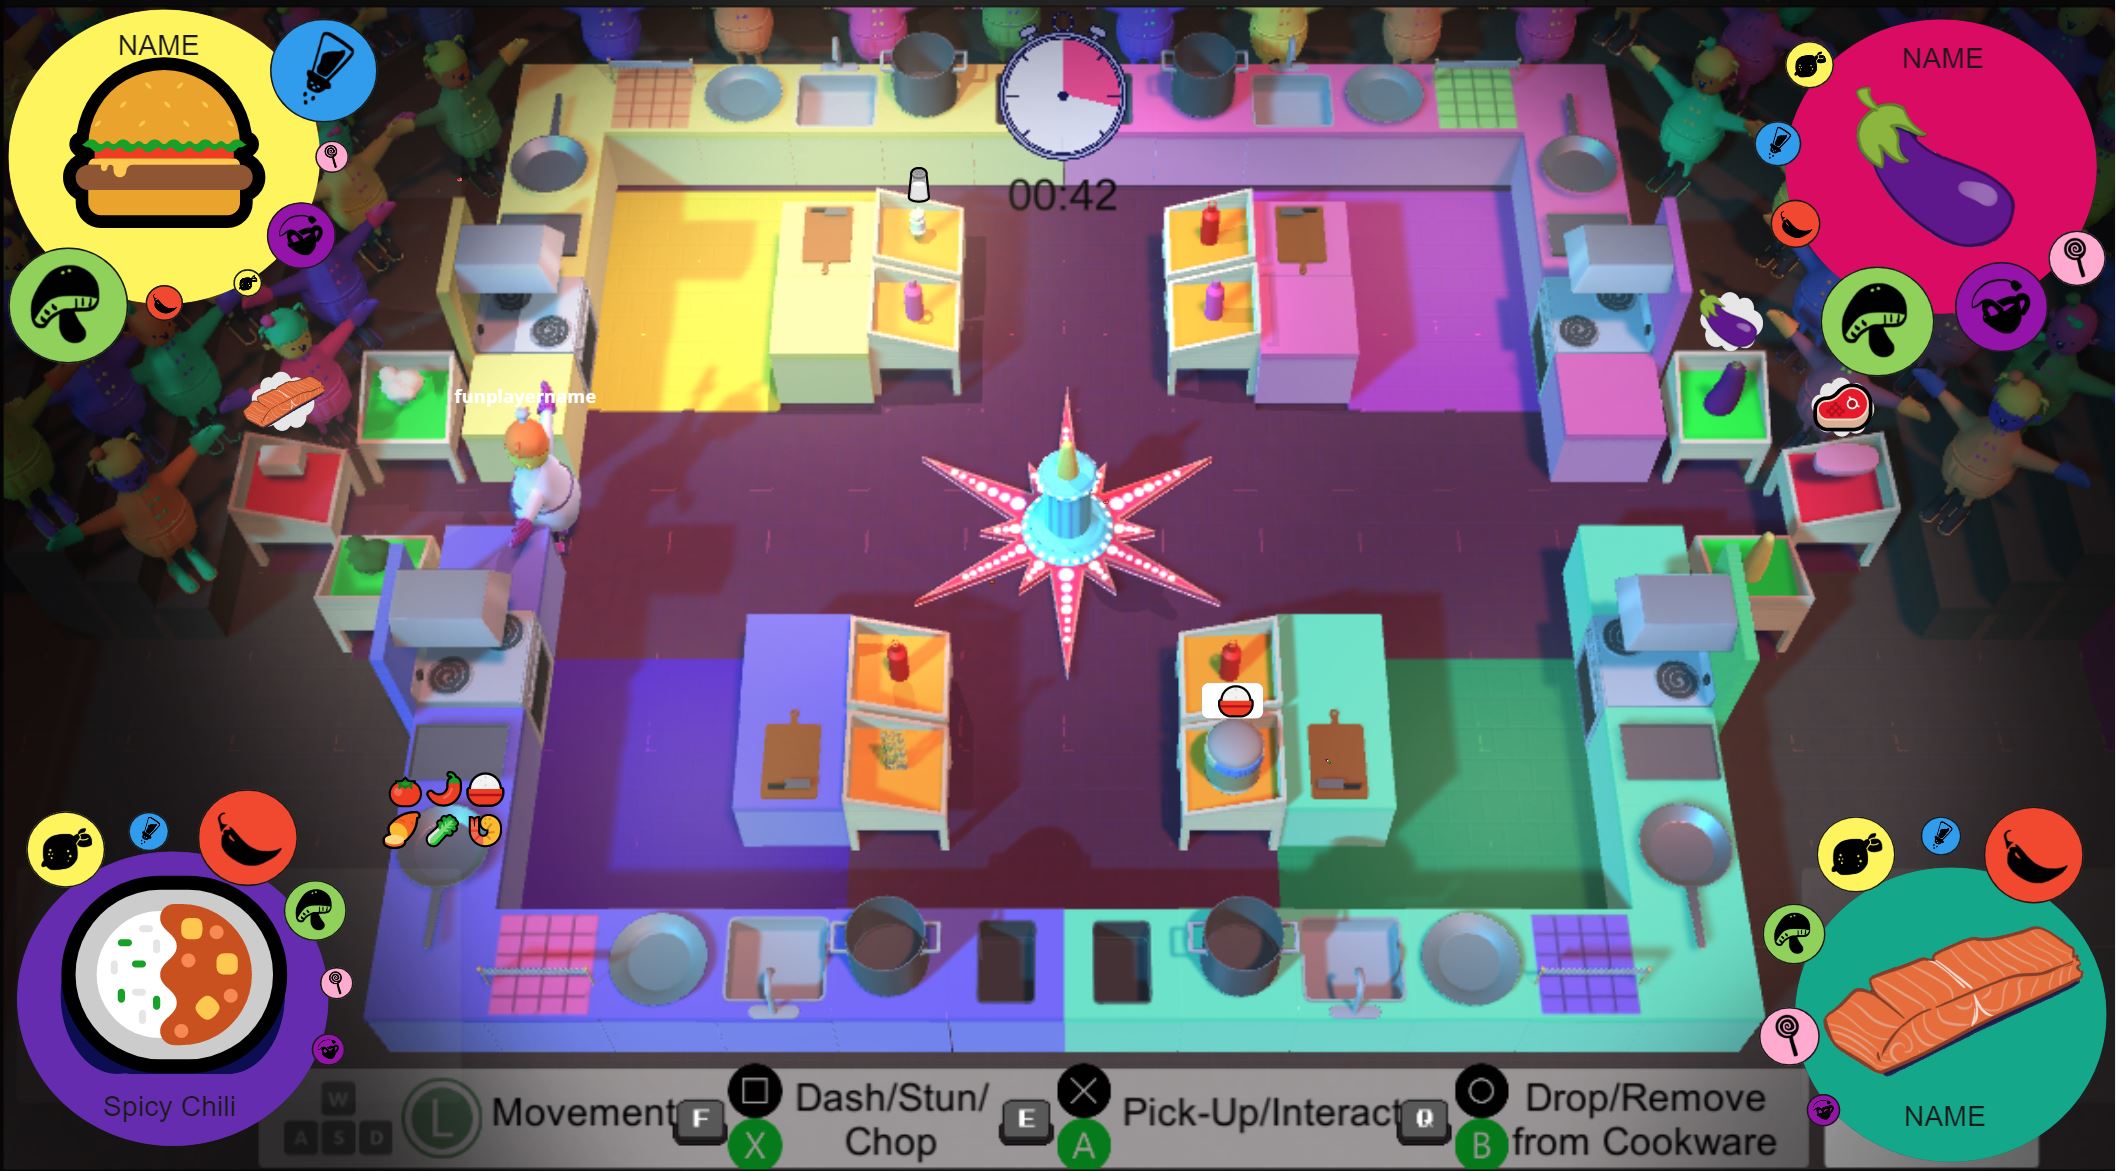 NAME
NAME
00:42
funplayername
Spicy Chili
NAME
W
A S D
L
Movement
F
X
Dash/Stun/
Chop
E
A
Pick-Up/Interact
Q
B
Drop/Remove
from Cookware